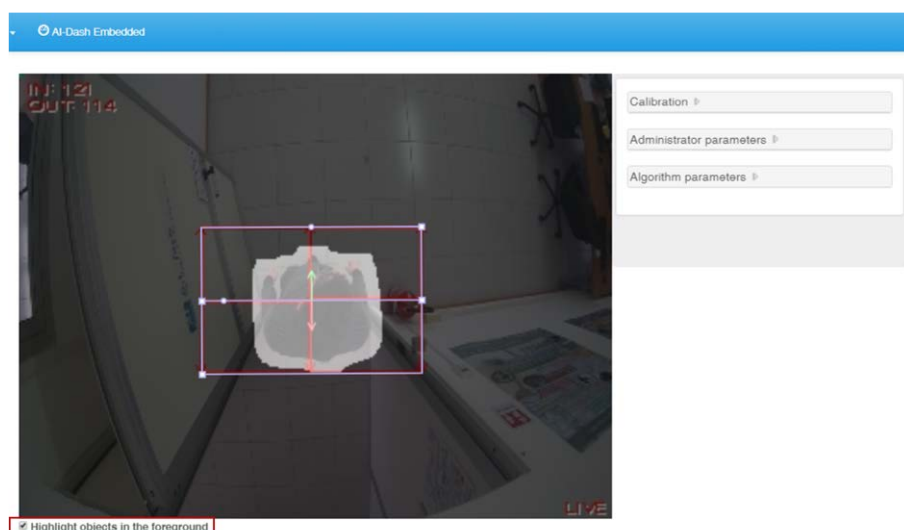 AI-Dash Embedded
IN: 121
OUT: 114
Calibration
Administrator parameters
Algorithm parameters
LIVE
Highlight objects in the foreground